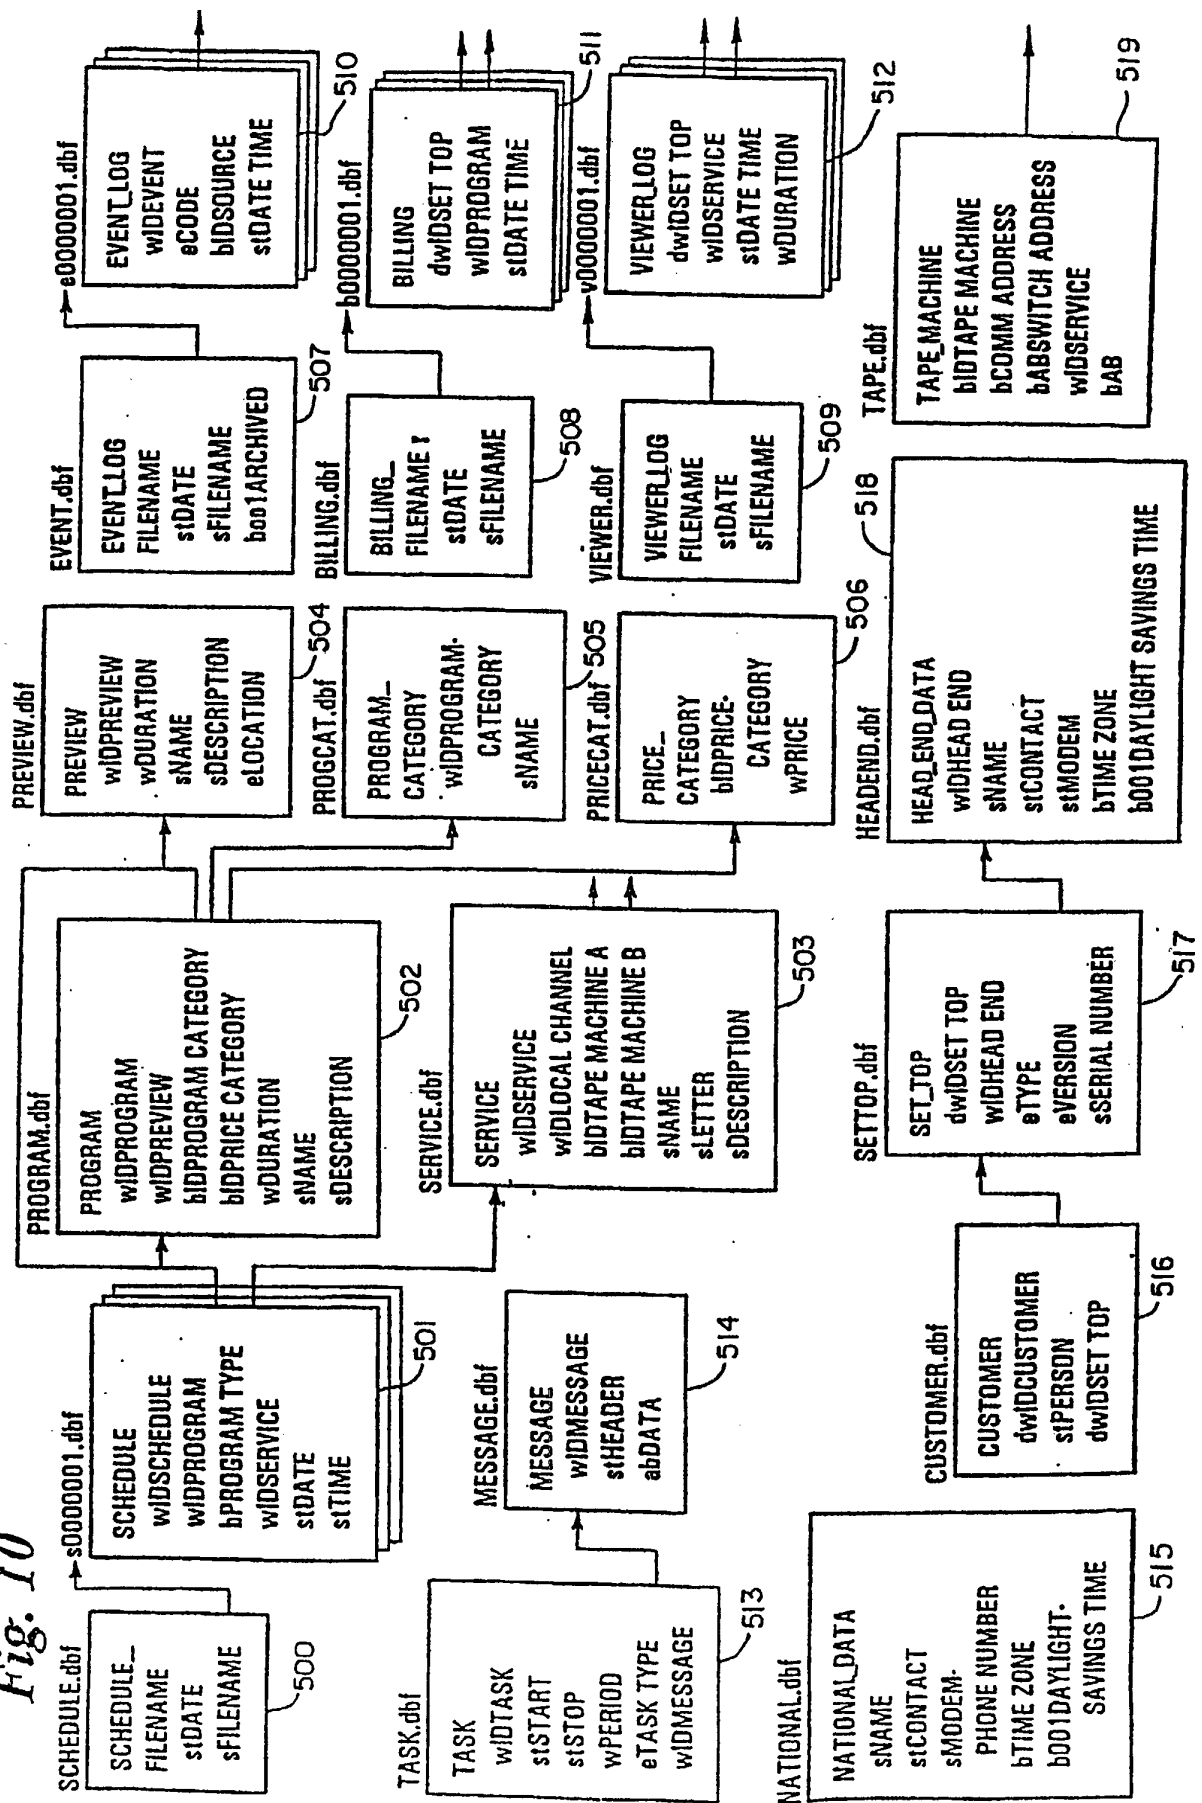 Fig. 10
SCHEDULE.dbf
SCHEDULE_
FILENAME
stDATE
sFILENAME
500
s0000001.dbf
SCHEDULE
wIDSCHEDULE
wIDPROGRAM
bPROGRAM TYPE
wIDSERVICE
stDATE
stTIME
501
PROGRAM.dbf
PROGRAM
wIDPROGRAM
wIDPREVIEW
bIDPROGRAM CATEGORY
bIDPRICE CATEGORY
wDURATION
sNAME
sDESCRIPTION
502
SERVICE.dbf
SERVICE
wIDSERVICE
wIDLOCAL CHANNEL
bIDTAPE MACHINE A
bIDTAPE MACHINE B
sNAME
sLETTER
sDESCRIPTION
503
PREVIEW.dbf
PREVIEW
wIDPREVIEW
wDURATION
sNAME
sDESCRIPTION
eLOCATION
504
PROGCAT.dbf
PROGRAM_
CATEGORY
wIDPROGRAM-
CATEGORY
sNAME
505
PRICECAT.dbf
PRICE_
CATEGORY
bIDPRICE-
CATEGORY
wPRICE
506
EVENT.dbf
EVENT_LOG
FILENAME
stDATE
sFILENAME
boo1ARCHIVED
507
BILLING.dbf
BILLING_
FILENAME :
stDATE
sFILENAME
508
VIEWER.dbf
VIEWER_LOG
FILENAME
stDATE
sFILENAME
509
e0000001.dbf
EVENT_LOG
wIDEVENT
eCODE
bIDSOURCE
stDATE TIME
510
b0000001.dbf
BILLING
dwIDSET TOP
wIDPROGRAM
stDATE TIME
511
v0000001.dbf
VIEWER_LOG
dwIDSET TOP
wIDSERVICE
stDATE TIME
wDURATION
512
TASK.dbf
TASK
wIDTASK
stSTART
stSTOP
wPERIOD
eTASK TYPE
wIDMESSAGE
513
MESSAGE.dbf
MESSAGE
wIDMESSAGE
stHEADER
abDATA
514
NATIONAL.dbf
NATIONAL_DATA
sNAME
stCONTACT
sMODEM-
PHONE NUMBER
bTIME ZONE
b001DAYLIGHT-
SAVINGS TIME
515
CUSTOMER.dbf
CUSTOMER
dwIDCUSTOMER
stPERSON
dwIDSET TOP
516
SETTOP.dbf
SET_TOP
dwIDSET TOP
wIDHEAD END
eTYPE
eVERSION
sSERIAL NUMBER
517
HEADEND.dbf
HEAD_END_DATA
wIDHEAD END
sNAME
stCONTACT
stMODEM
bTIME ZONE
b001DAYLIGHT SAVINGS TIME
518
TAPE.dbf
TAPE_MACHINE
bIDTAPE MACHINE
bCOMM ADDRESS
bABSWITCH ADDRESS
wIDSERVICE
bAB
519